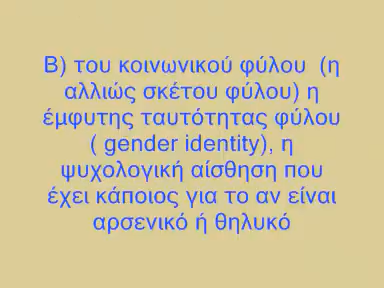 Β) του κοινωνικού φύλου  (η
αλλιώς σκέτου φύλου) η
έμφυτης ταυτότητας φύλου
( gender identity), η
ψυχολογική αίσθηση που
έχει κάποιος για το αν είναι
αρσενικό ή θηλυκό